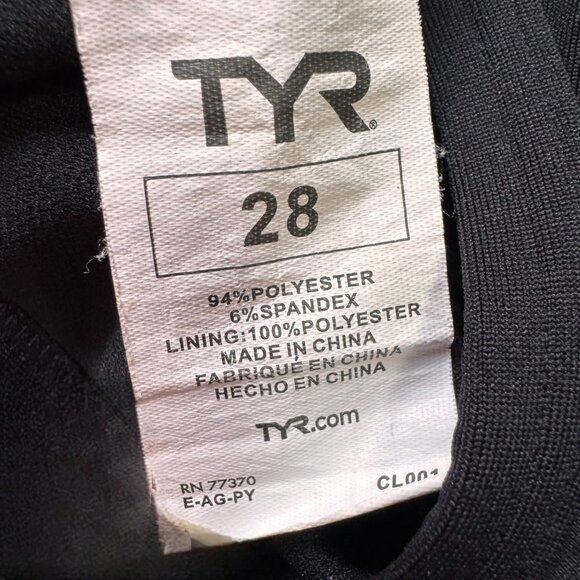 TYR®
28
94%POLYESTER
6%SPANDEX
LINING:100%POLYESTER
MADE IN CHINA
FABRIQUÉ EN CHINA
HECHO EN CHINA
TYR.com
RN 77370
E-AG-PY
CL001